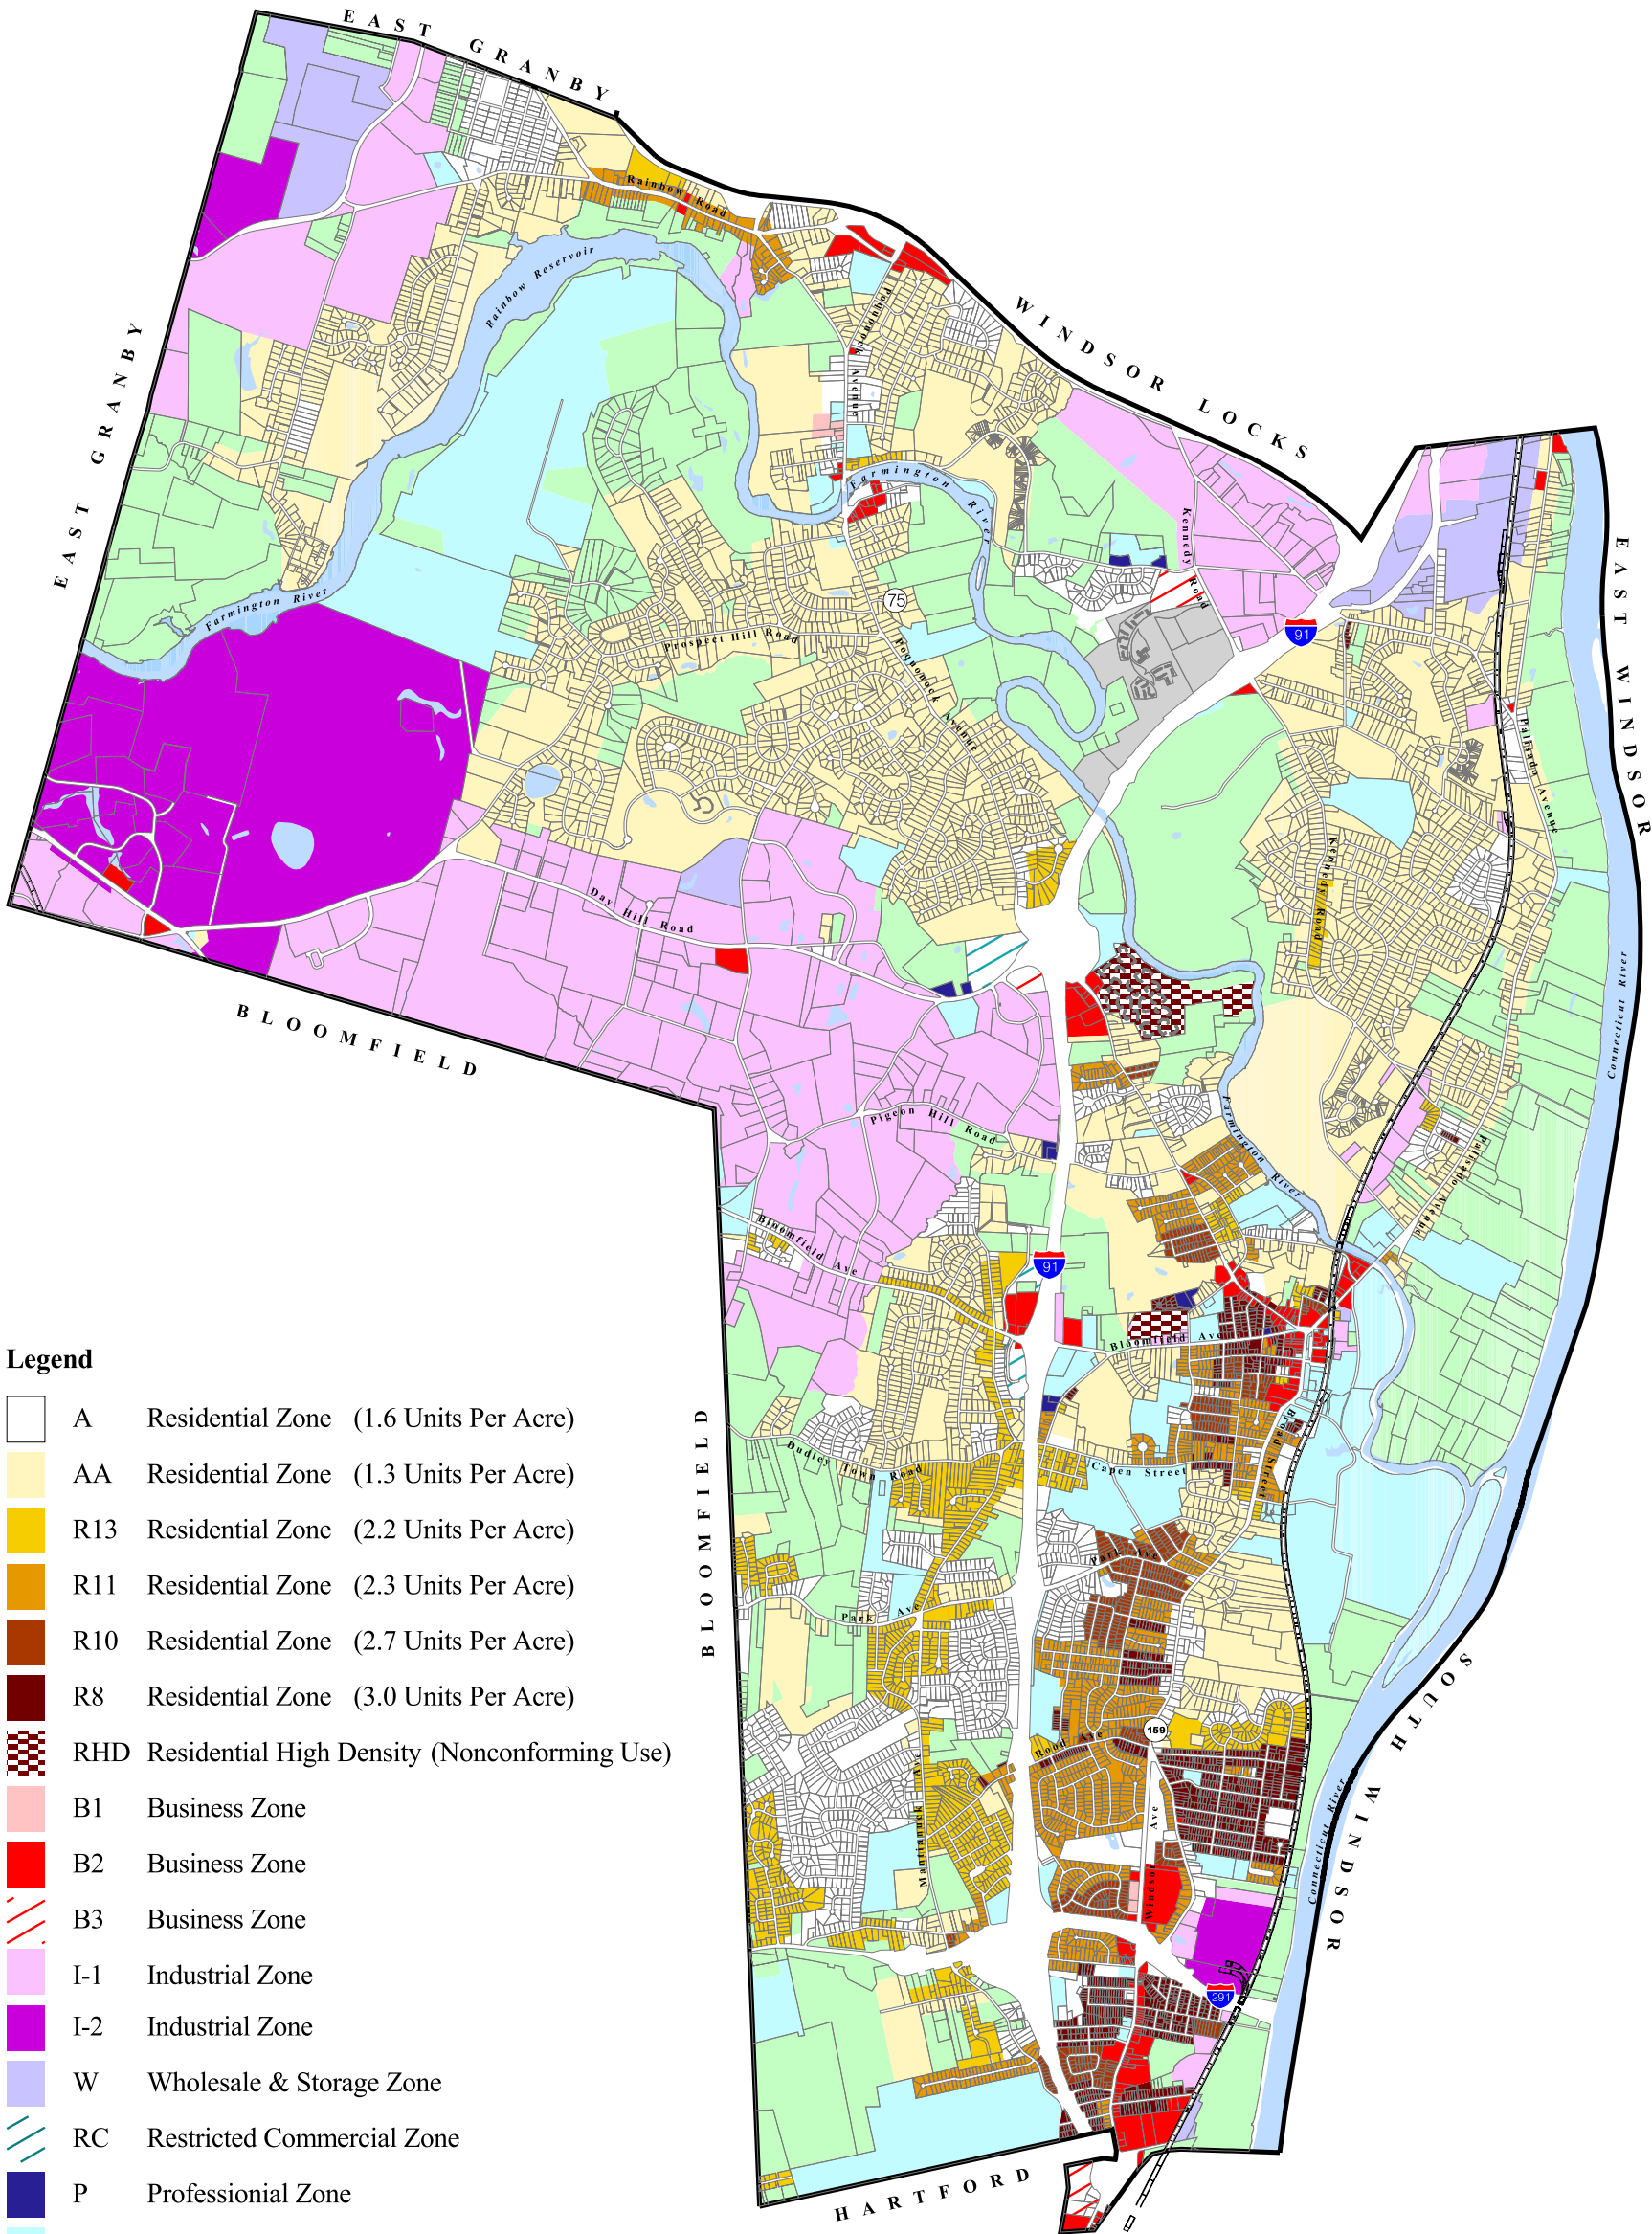 EAST GRANBY
Rainbow Road
Rainbow Reservoir
WINDSOR LOCKS
EAST GRANBY
Avenue
Farmington River
Kennedy Road
EAST WINDSOR
Farmington River
75
91
Prospect Hill Road
Poquonock Avenue
Palisado Avenue
Kennedy Road
Day Hill Road
Connecticut River
BLOOMFIELD
Pigeon Hill Road
Farmington River
Palisado Avenue
Bloomfield Ave
91
Bloomfield Ave
BLOOMFIELD
Broad Street
Dudley Town Road
Capen Street
Park Ave
Park Ave
SOUTH WINDSOR
159
Rood Ave
Mantianuck Ave
Windsor Ave
Connecticut River
291
HARTFORD
Legend
A Residential Zone (1.6 Units Per Acre)
AA Residential Zone (1.3 Units Per Acre)
R13 Residential Zone (2.2 Units Per Acre)
R11 Residential Zone (2.3 Units Per Acre)
R10 Residential Zone (2.7 Units Per Acre)
R8 Residential Zone (3.0 Units Per Acre)
RHD Residential High Density (Nonconforming Use)
B1 Business Zone
B2 Business Zone
B3 Business Zone
I-1 Industrial Zone
I-2 Industrial Zone
W Wholesale & Storage Zone
RC Restricted Commercial Zone
P Professionial Zone